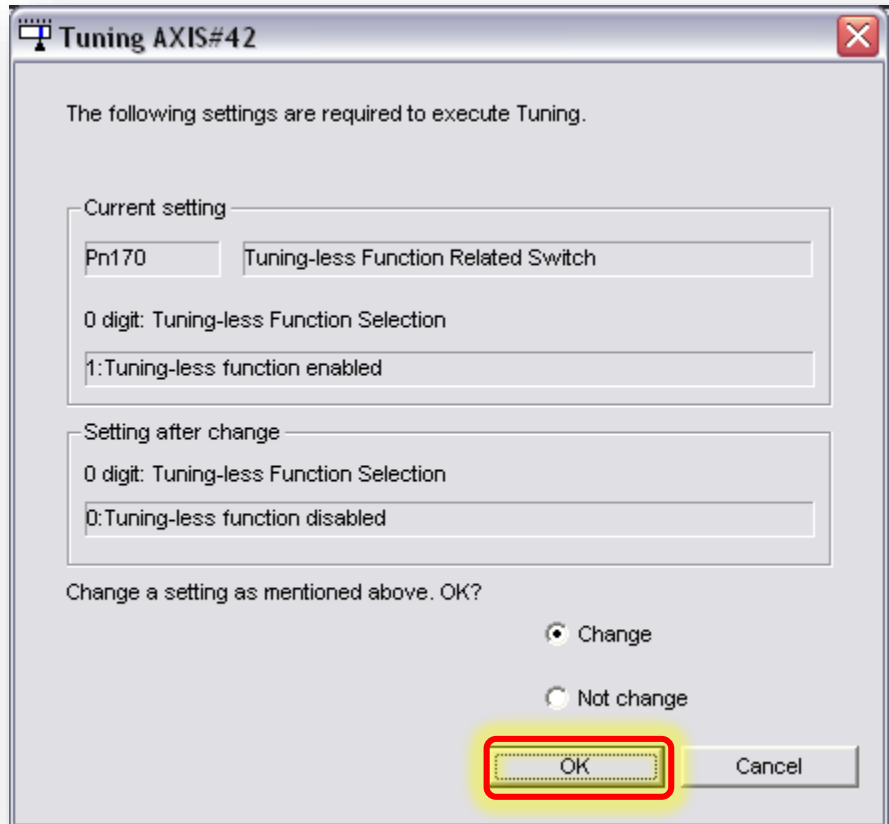 Tuning AXIS#42
The following settings are required to execute Tuning.
Current setting
Pn170 Tuning-less Function Related Switch
0 digit: Tuning-less Function Selection
1:Tuning-less function enabled
Setting after change
0 digit: Tuning-less Function Selection
0:Tuning-less function disabled
Change a setting as mentioned above. OK?
Change
Not change
OK Cancel